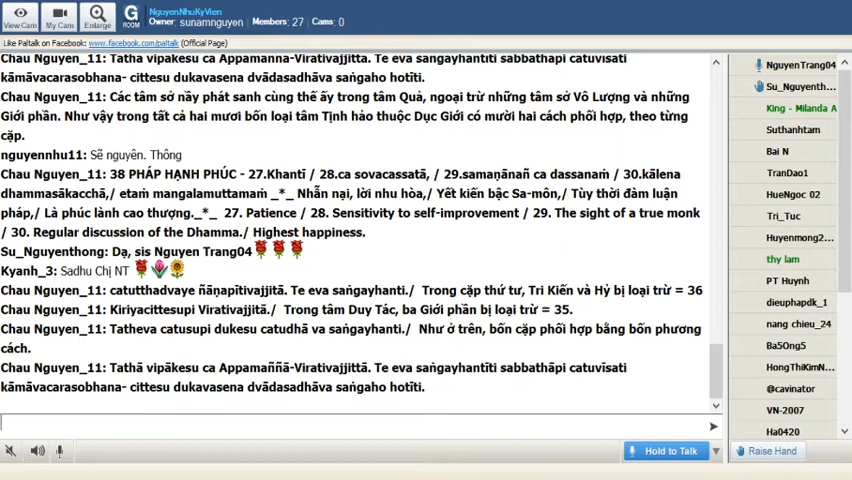 NguyenNhuKyVien
Owner: sunamnguyen Members: 27 Cams: 0
View Cam
My Cam
Enlarge
G
ROOM
Like Paltalk on Facebook: www.facebook.com/paltalk (Official Page)
Chau Nguyen_11: Tathā vipākesu ca Appamaññā-Virativajjitā. Te eva saṅgayhantīti sabbathāpi catuvīsati
kāmāvacarasobhana- cittesu dukavasena dvādasadhāva saṅgaho hotīti.
Chau Nguyen_11: Các tâm sở nầy phát sanh cùng thế ấy trong tâm Quả, ngoại trừ những tâm sở Vô Lượng và những
Giới phần. Như vậy trong tất cả hai mươi bốn loại tâm Tịnh hảo thuộc Dục Giới có mười hai cách phối hợp, theo từng
cặp.
nguyennhu11: Sẽ nguyên. Thông
Chau Nguyen_11: 38 PHÁP HẠNH PHÚC - 27.Khantī / 28.ca sovacassatā, / 29.samaṇānañ ca dassanaṁ / 30.kālena
dhammasākacchā,/ etaṁ mangalamuttamaṁ _*_ Nhẫn nại, lời nhu hòa,/ Yết kiến bậc Sa-môn,/ Tùy thời đàm luận
pháp,/ Là phúc lành cao thượng._*_ 27. Patience / 28. Sensitivity to self-improvement / 29. The sight of a true monk
/ 30. Regular discussion of the Dhamma./ Highest happiness.
Su_Nguyenthong: Dạ, sis Nguyen Trang04
Kyanh_3: Sadhu Chị NT
Chau Nguyen_11: catutthadvaye ñāṇapītivajjitā. Te eva saṅgayhanti./ Trong cặp thứ tư, Tri Kiến và Hỷ bị loại trừ = 36
Chau Nguyen_11: Kiriyacittesupi Virativajjitā./ Trong tâm Duy Tác, ba Giới phần bị loại trừ = 35.
Chau Nguyen_11: Tatheva catusupi dukesu catudhā va saṅgayhanti./ Như ở trên, bốn cặp phối hợp bằng bốn phương
cách.
Chau Nguyen_11: Tathā vipākesu ca Appamaññā-Virativajjittā. Te eva saṅgayhantīti sabbathāpi catuvīsati
kāmāvacarasobhana- cittesu dukavasena dvādasadhāva saṅgaho hotīti.
Hold to Talk
NguyenTrang04
Su_Nguyenth...
King - Milanda A
Suthanhtam
Bai N
TranDao1
HueNgoc 02
Tri_Tuc
Huyenmong2...
thy lam
PT Huynh
dieuphapdk_1
nang chieu_24
Ba5Ong5
HongThiKimN...
@cavinator
VN-2007
Ha0420
Raise Hand